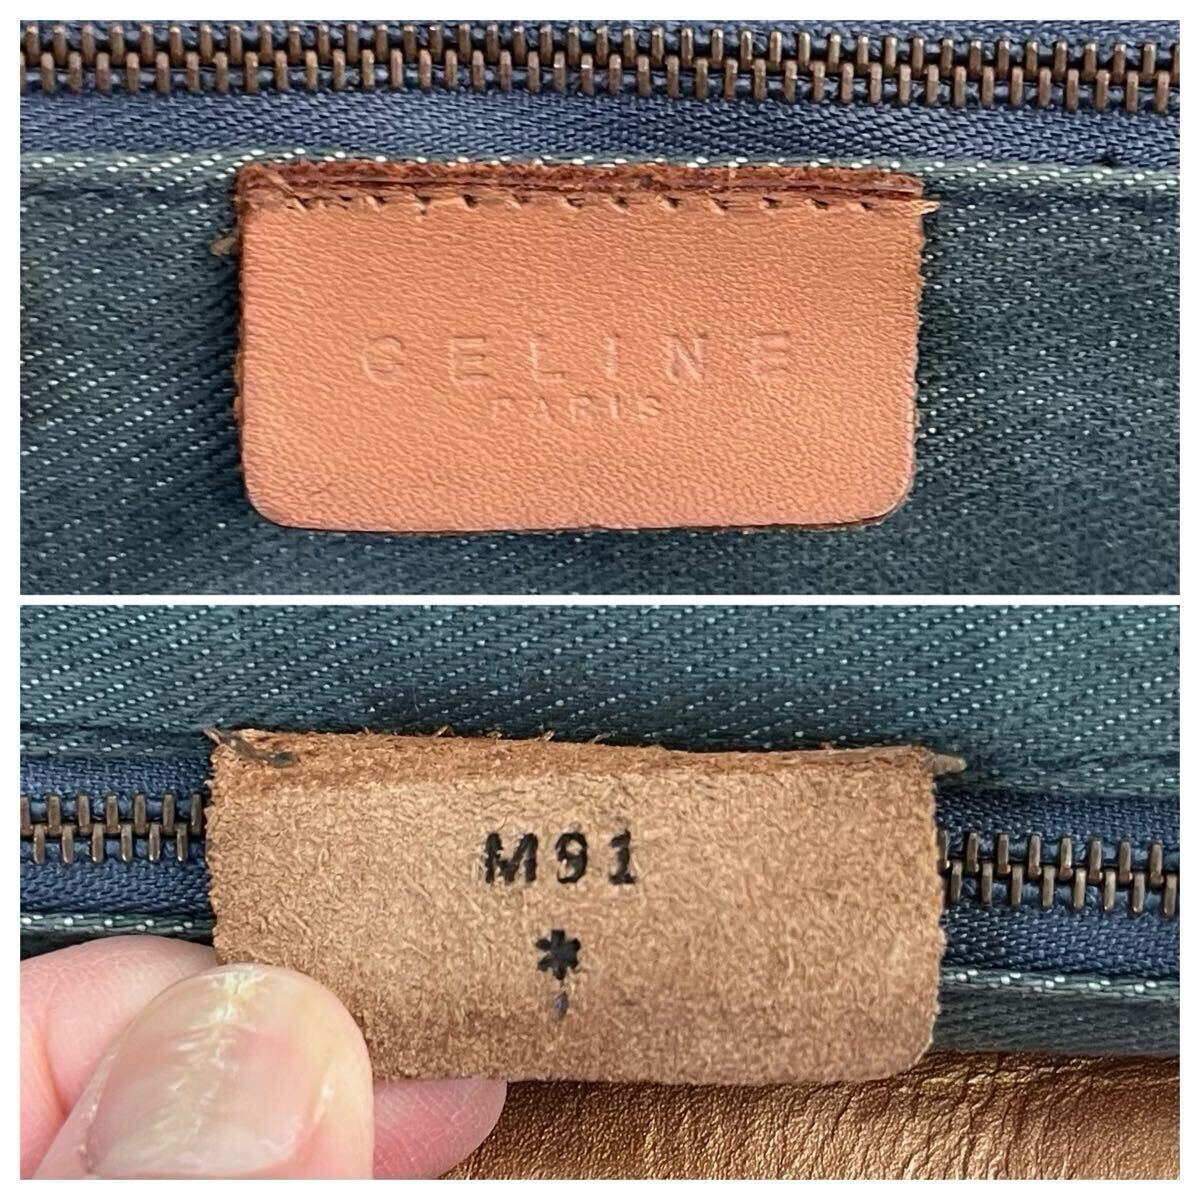 CELINE
PARIS
M91
*